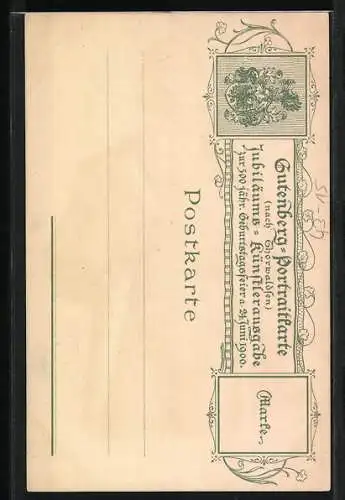 Gutenberg=Portraitkarte
(nach Thorwaldsen)
Jubiläums=Künstlerausgabe
zur 500 jähr. Geburtstagsfeier a. 24 Juni 1900.
Postkarte
Marke